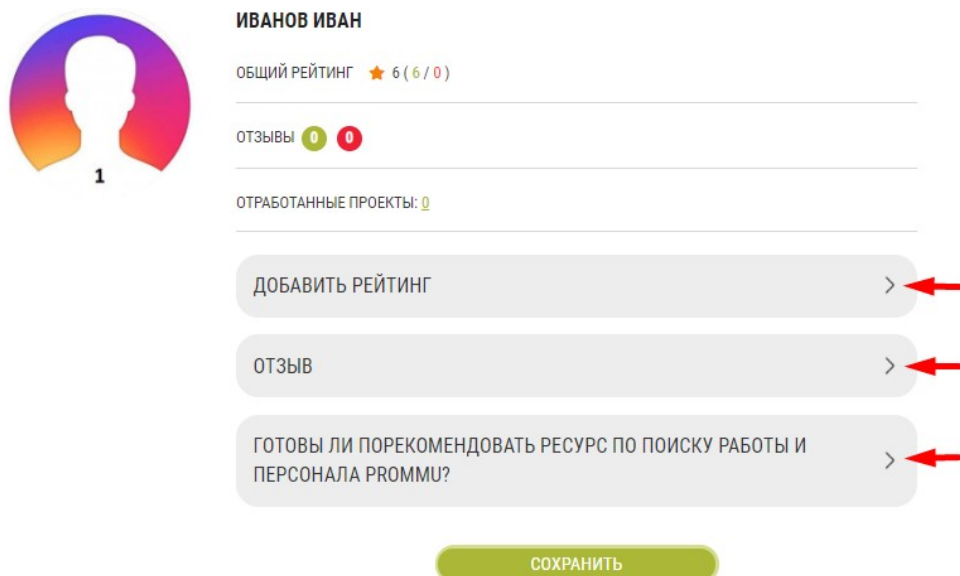 ИВАНОВ ИВАН
ОБЩИЙ РЕЙТИНГ 6 ( 6 / 0 )
ОТЗЫВЫ 0 0
1
ОТРАБОТАННЫЕ ПРОЕКТЫ: 0
ДОБАВИТЬ РЕЙТИНГ
ОТЗЫВ
ГОТОВЫ ЛИ ПОРЕКОМЕНДОВАТЬ РЕСУРС ПО ПОИСКУ РАБОТЫ И
ПЕРСОНАЛА PROMMU?
СОХРАНИТЬ